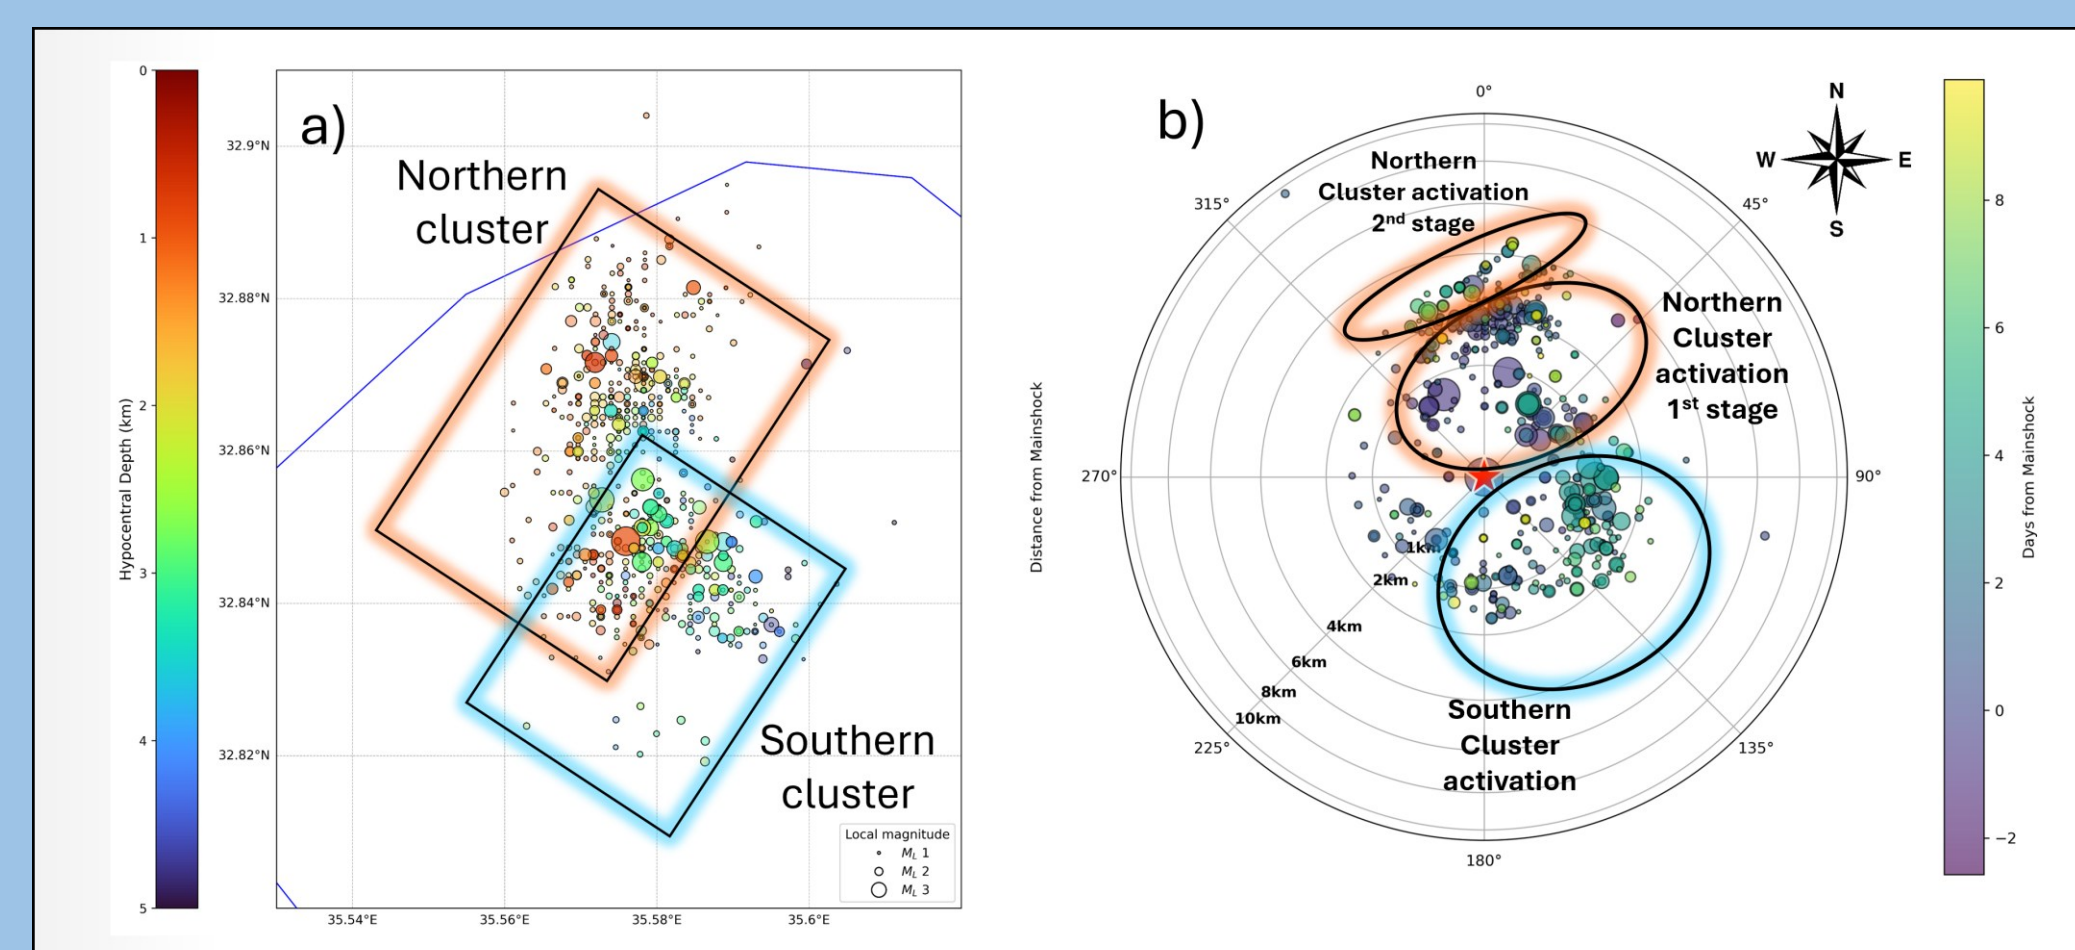 a)
Northern
cluster
Southern
cluster
0
1
2
3
4
5
Hypocentral Depth (km)
32.9°N
32.88°N
32.86°N
32.84°N
32.82°N
35.54°E
35.56°E
35.58°E
35.6°E
Local magnitude
M_L 1
M_L 2
M_L 3
b)
0°
45°
90°
135°
180°
225°
270°
315°
Northern
Cluster activation
2nd stage
Northern
Cluster
activation
1st stage
Southern
Cluster
activation
1km
2km
4km
6km
8km
10km
Distance from Mainshock
N
W
E
S
8
6
4
2
0
−2
Days from Mainshock